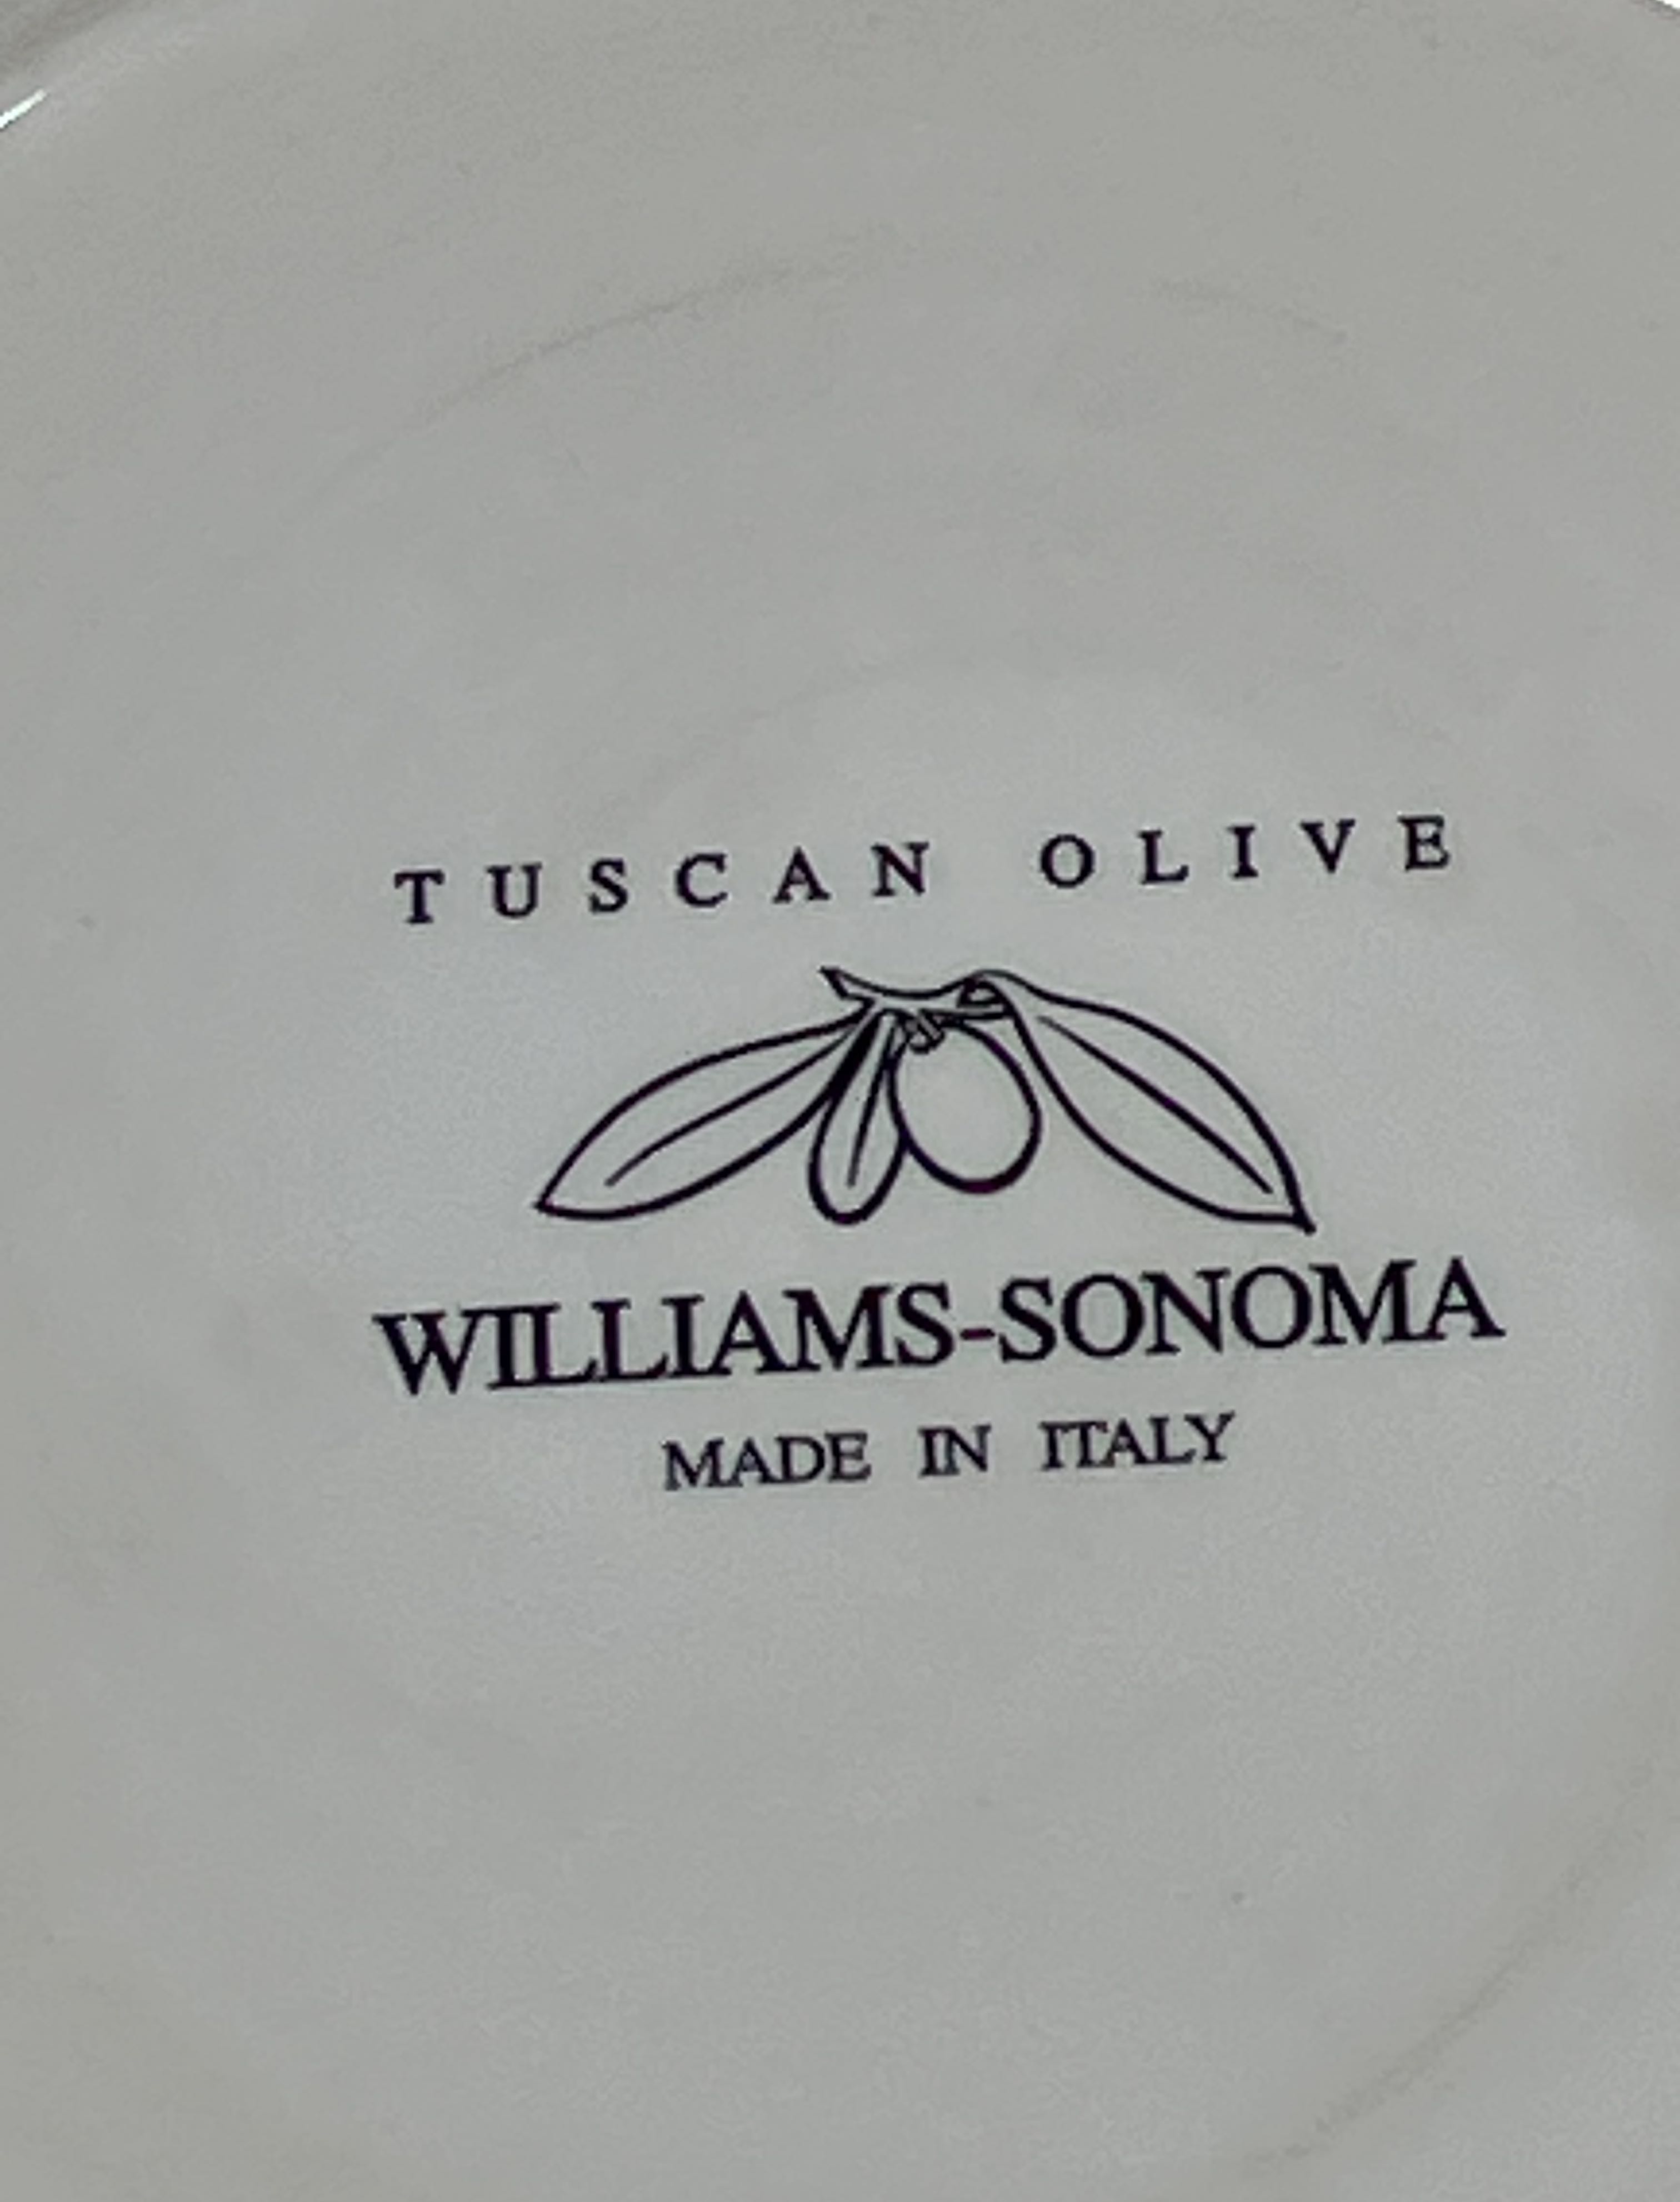 TUSCAN OLIVE
WILLIAMS-SONOMA
MADE IN ITALY